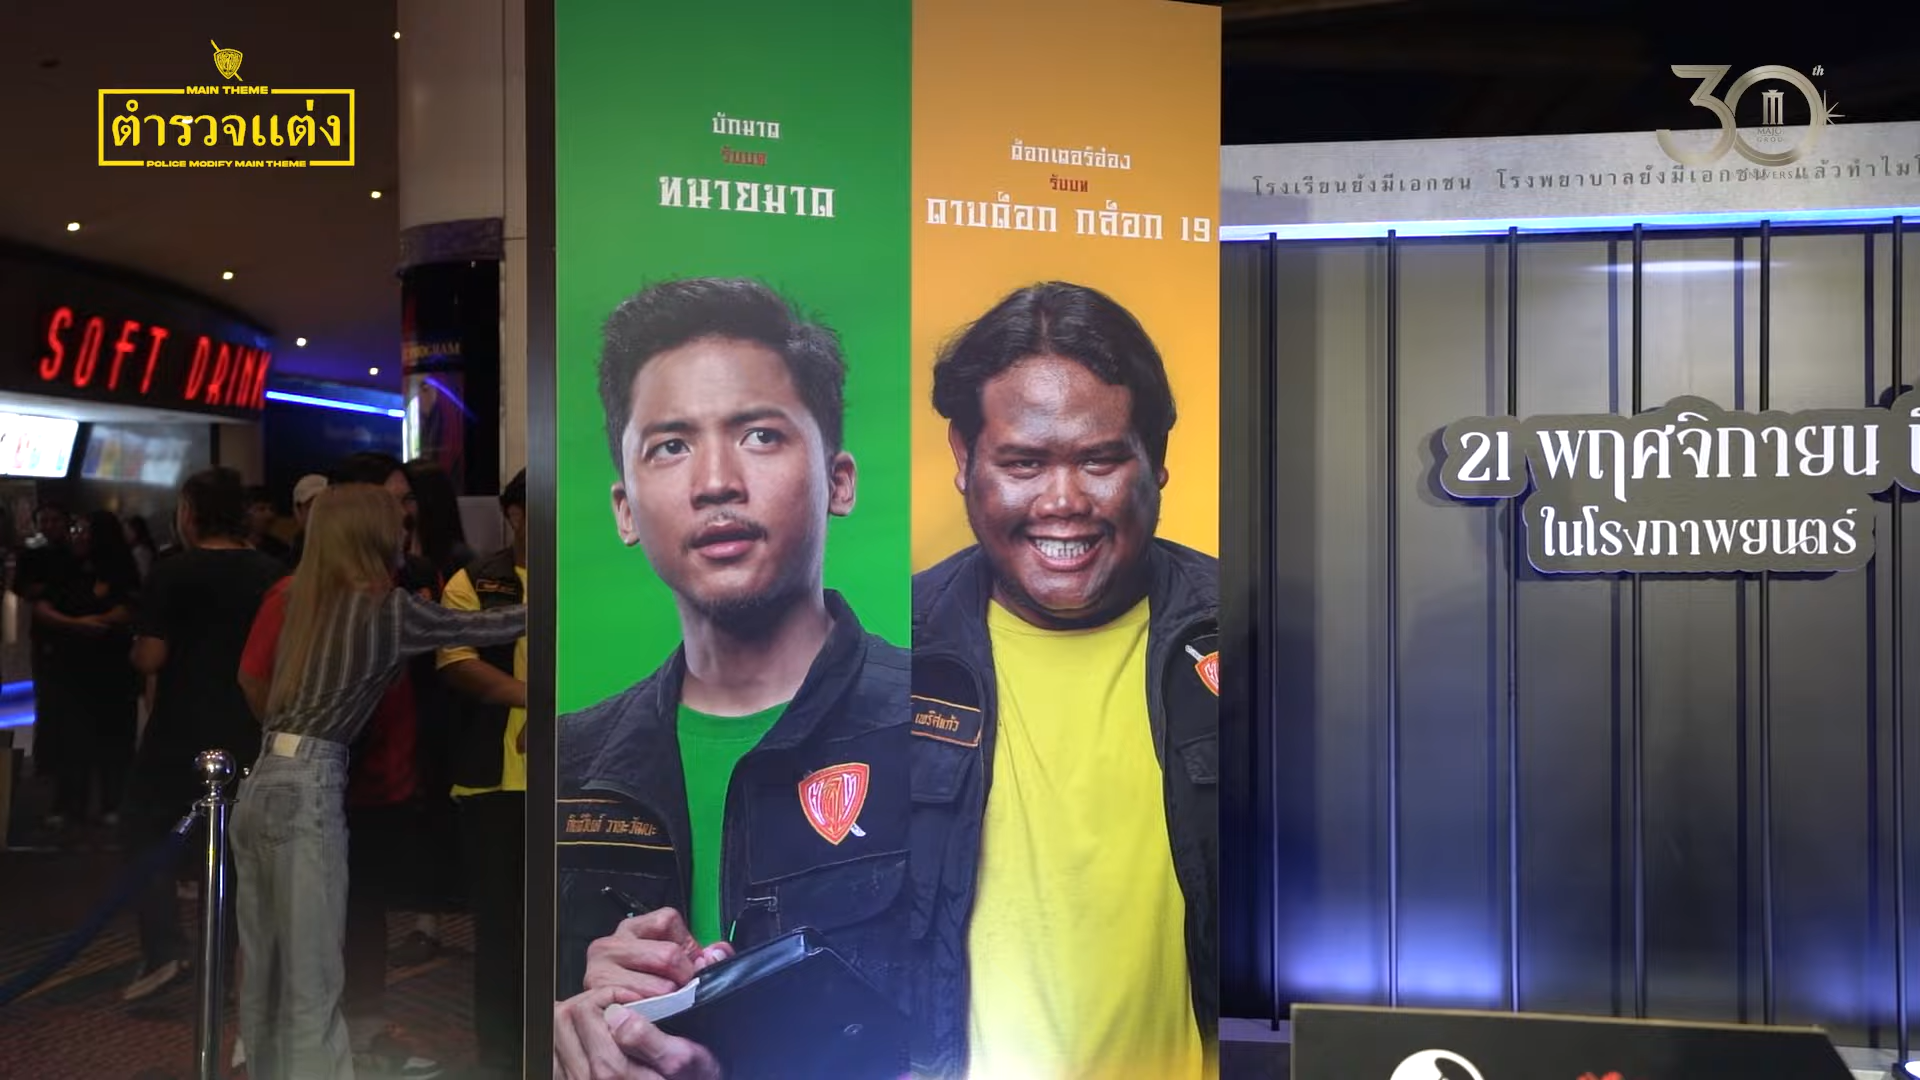 MAIN THEME
ตำรวจแต่ง
POLICE MODIFY MAIN THEME
30th
SOFT DRINK
บักมาด
รับบท
หมายมาด
ด็อกเตอร์อ๋อง
รับบท
ดาบด๊อก กล๊อก 19
โรงเรียนยังมีเอกชน โรงพยาบาลยังมีเอกชน แล้วทำไม
21 พฤศจิกายน
ในโรงภาพยนตร์